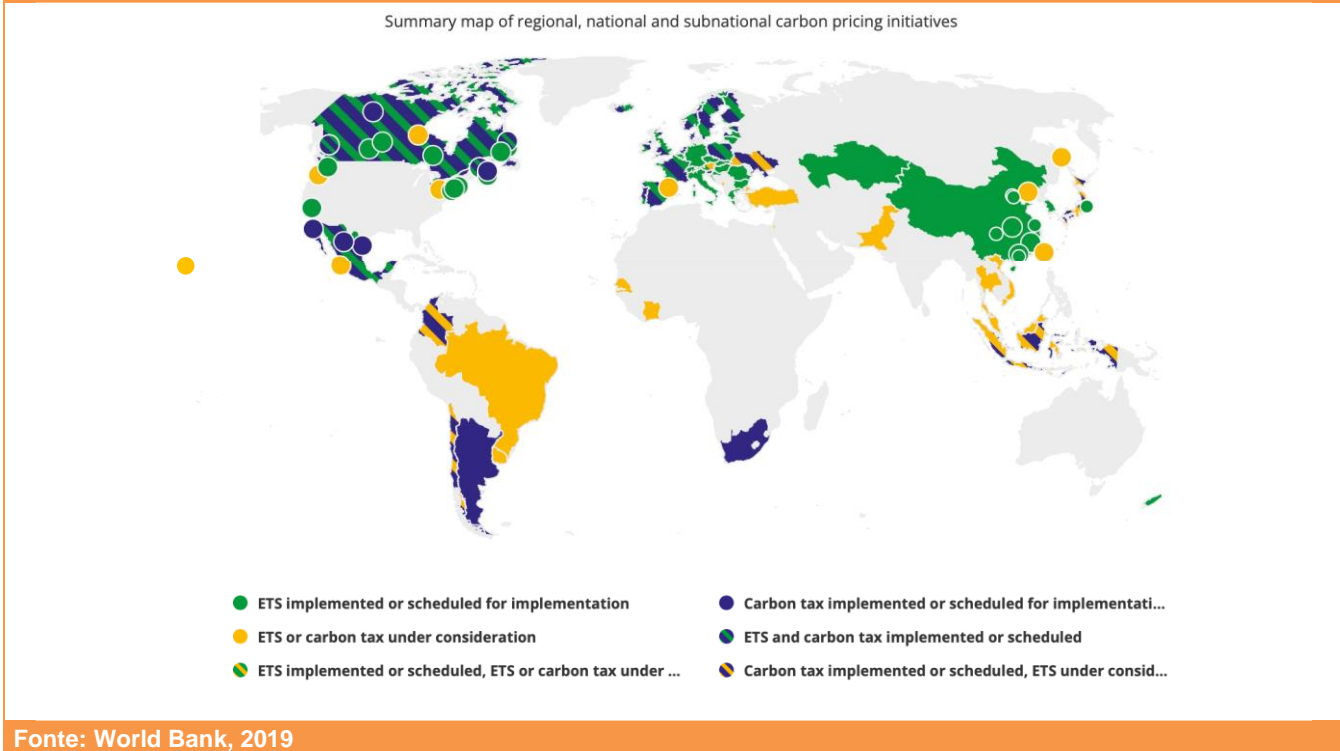 Summary map of regional, national and subnational carbon pricing initiatives
ETS implemented or scheduled for implementation
Carbon tax implemented or scheduled for implementati...
ETS or carbon tax under consideration
ETS and carbon tax implemented or scheduled
ETS implemented or scheduled, ETS or carbon tax under ...
Carbon tax implemented or scheduled, ETS under consid...
Fonte: World Bank, 2019